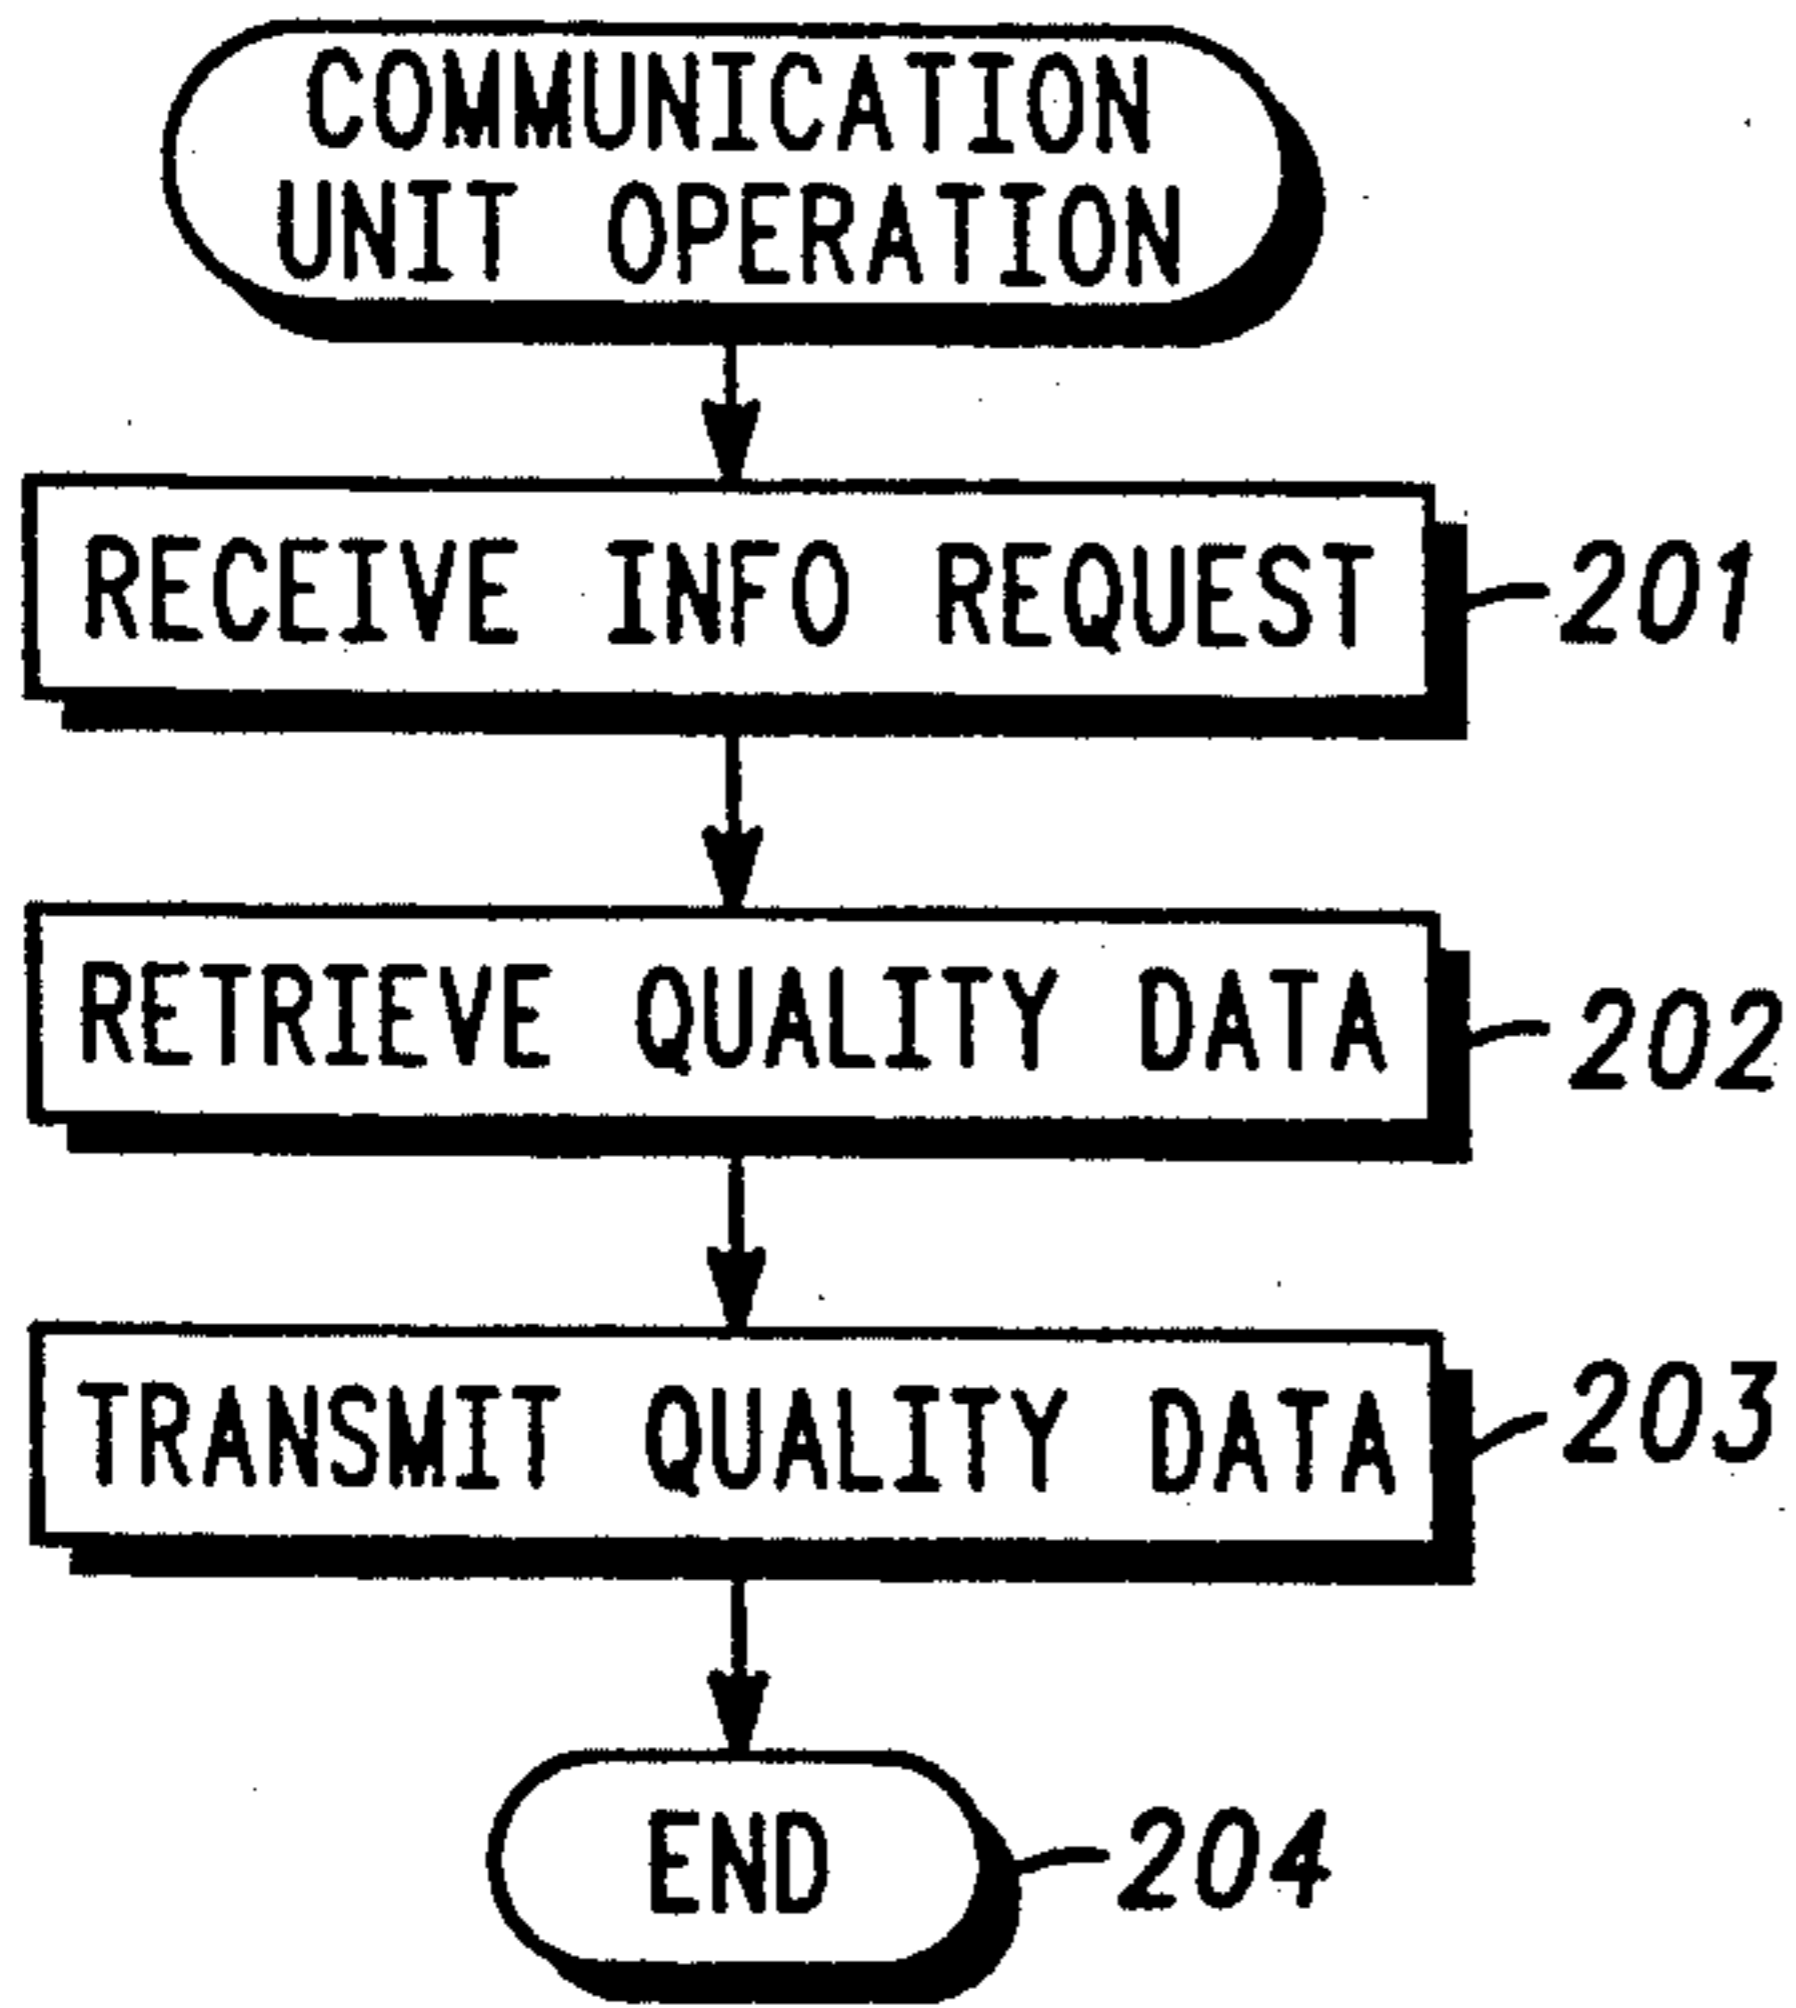 COMMUNICATION
UNIT OPERATION
RECEIVE INFO REQUEST
201
RETRIEVE QUALITY DATA
202
TRANSMIT QUALITY DATA
203
END
204